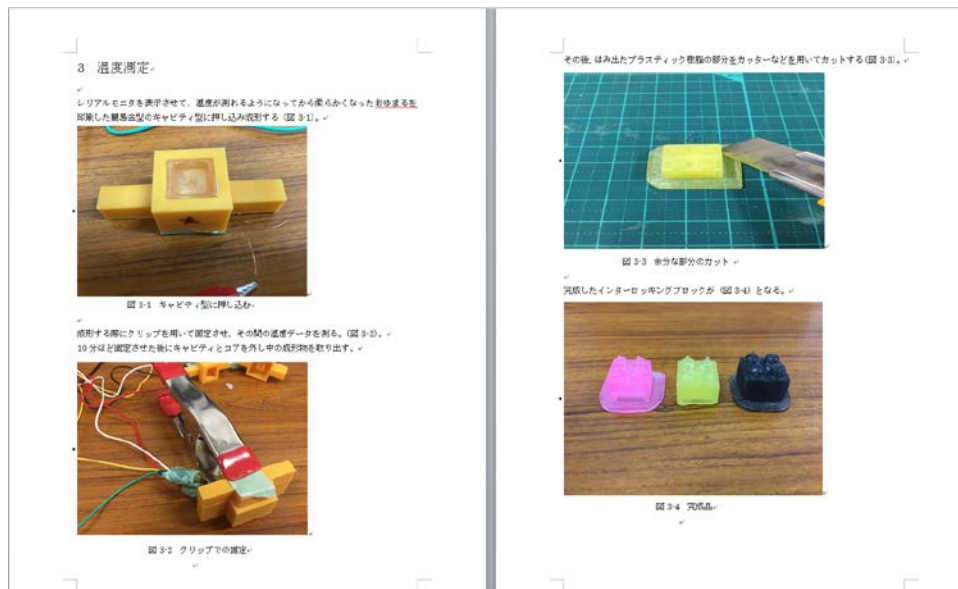 3　温度測定
シリアルモニタを表示させて、温度が測れるようになってから柔らかくなったおゆまるを
印刷した簡易金型のキャビティ型に押し込み成形する（図 3-1）。
図 3-1　キャビティ型に押し込む
成形する際にクリップを用いて固定させ、その間の温度データを測る。（図 3-2）。
10 分ほど固定させた後にキャビティとコアを外し中の成形物を取り出す。
図 3-2　クリップでの固定
その後, はみ出たプラスティック樹脂の部分をカッターなどを用いてカットする(図 3-3)。
図 3-3　余分な部分のカット
完成したインターロッキングブロックが（図 3-4）となる。
図 3-4　完成品